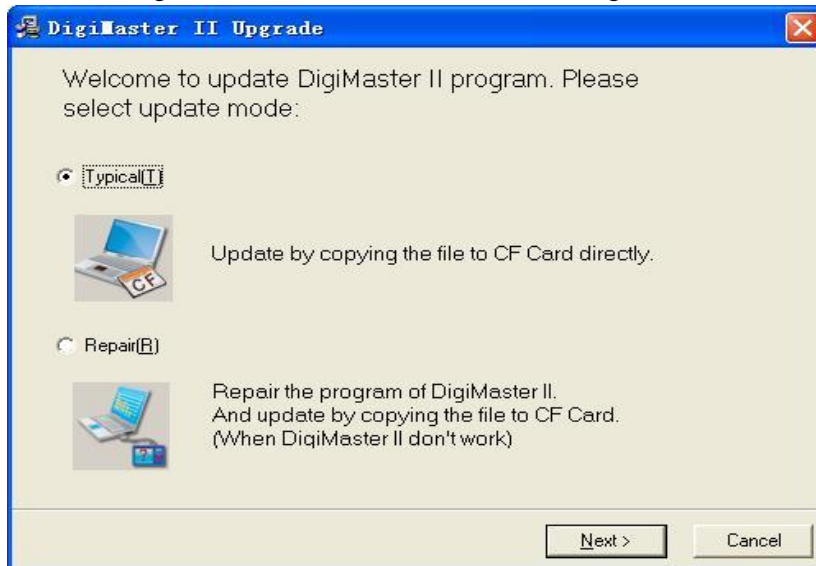 DigiMaster II Upgrade
Welcome to update DigiMaster II program. Please
select update mode:
Typical(T)
CF
Update by copying the file to CF Card directly.
Repair(R)
Repair the program of DigiMaster II.
And update by copying the file to CF Card.
(When DigiMaster II don't work)
Next >
Cancel